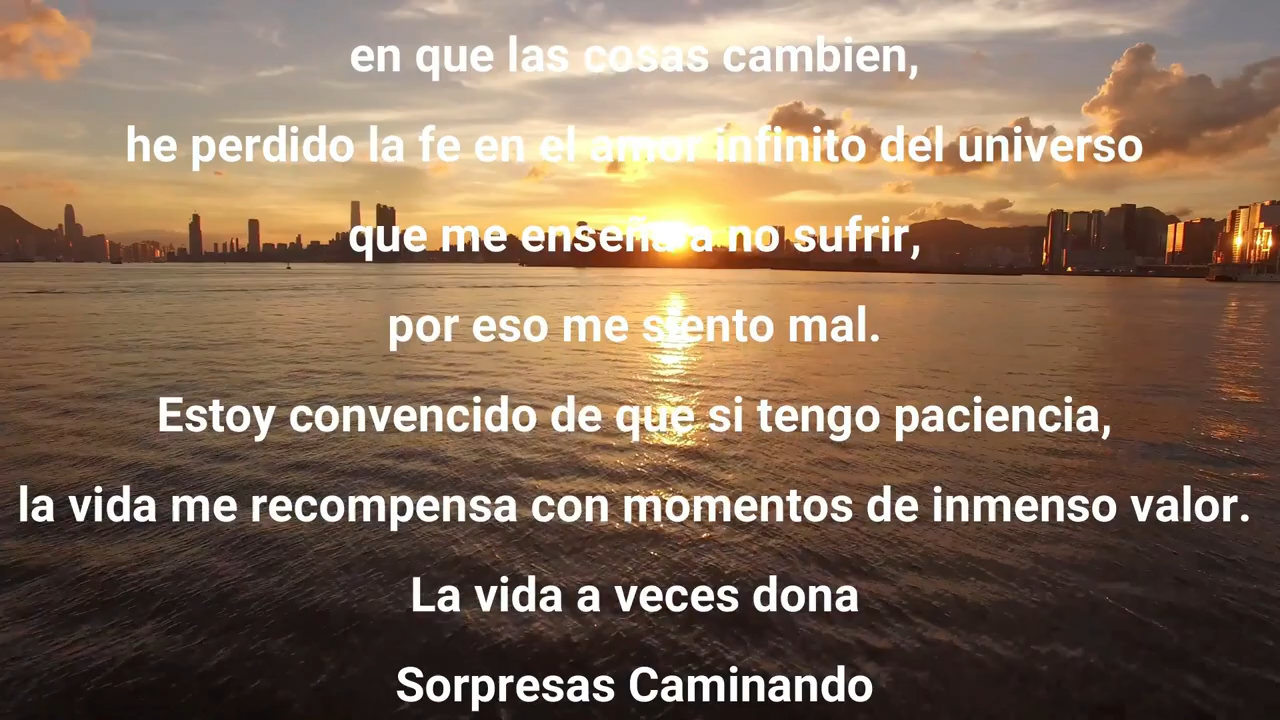 en que las cosas cambien,
he perdido la fe en el amor infinito del universo
que me enseña a no sufrir,
por eso me siento mal.
Estoy convencido de que si tengo paciencia,
la vida me recompensa con momentos de inmenso valor.
La vida a veces dona
Sorpresas Caminando